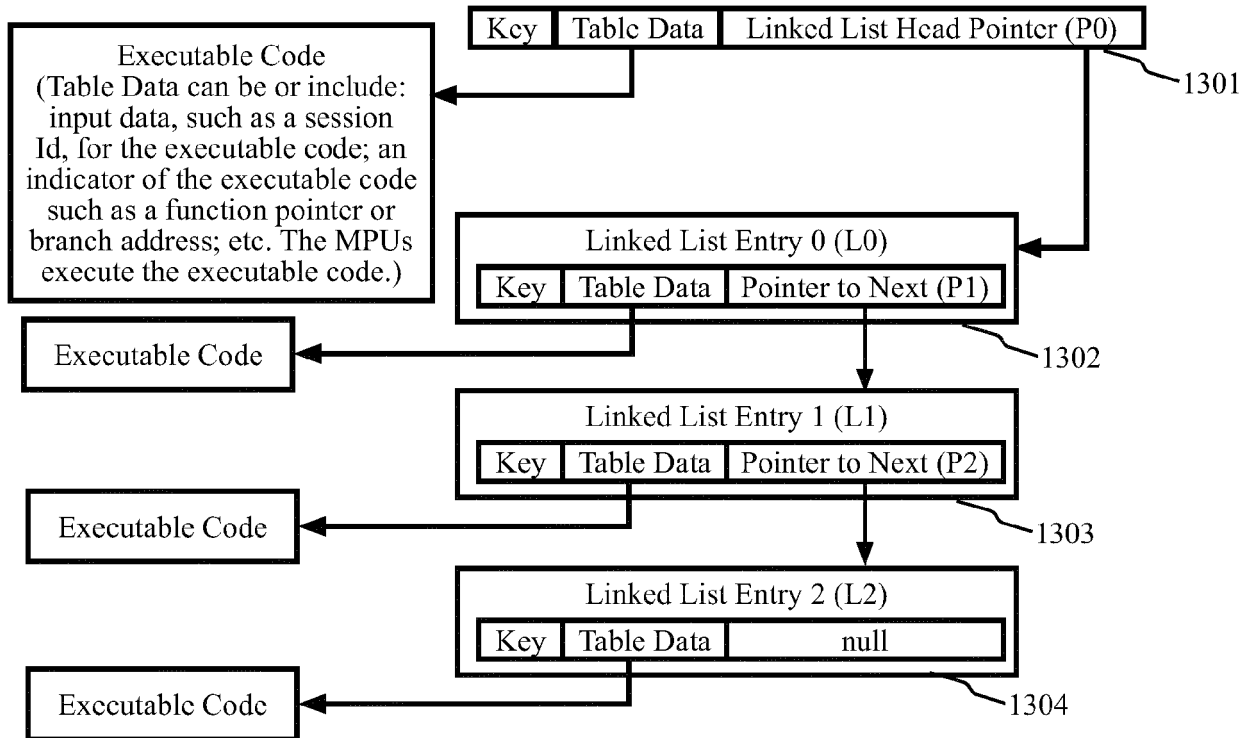 Key Table Data Linked List Head Pointer (P0)
1301
Executable Code
(Table Data can be or include:
input data, such as a session
Id, for the executable code; an
indicator of the executable code
such as a function pointer or
branch address; etc. The MPUs
execute the executable code.)
Linked List Entry 0 (L0)
Key Table Data Pointer to Next (P1)
1302
Executable Code
Linked List Entry 1 (L1)
Key Table Data Pointer to Next (P2)
1303
Executable Code
Linked List Entry 2 (L2)
Key Table Data null
1304
Executable Code